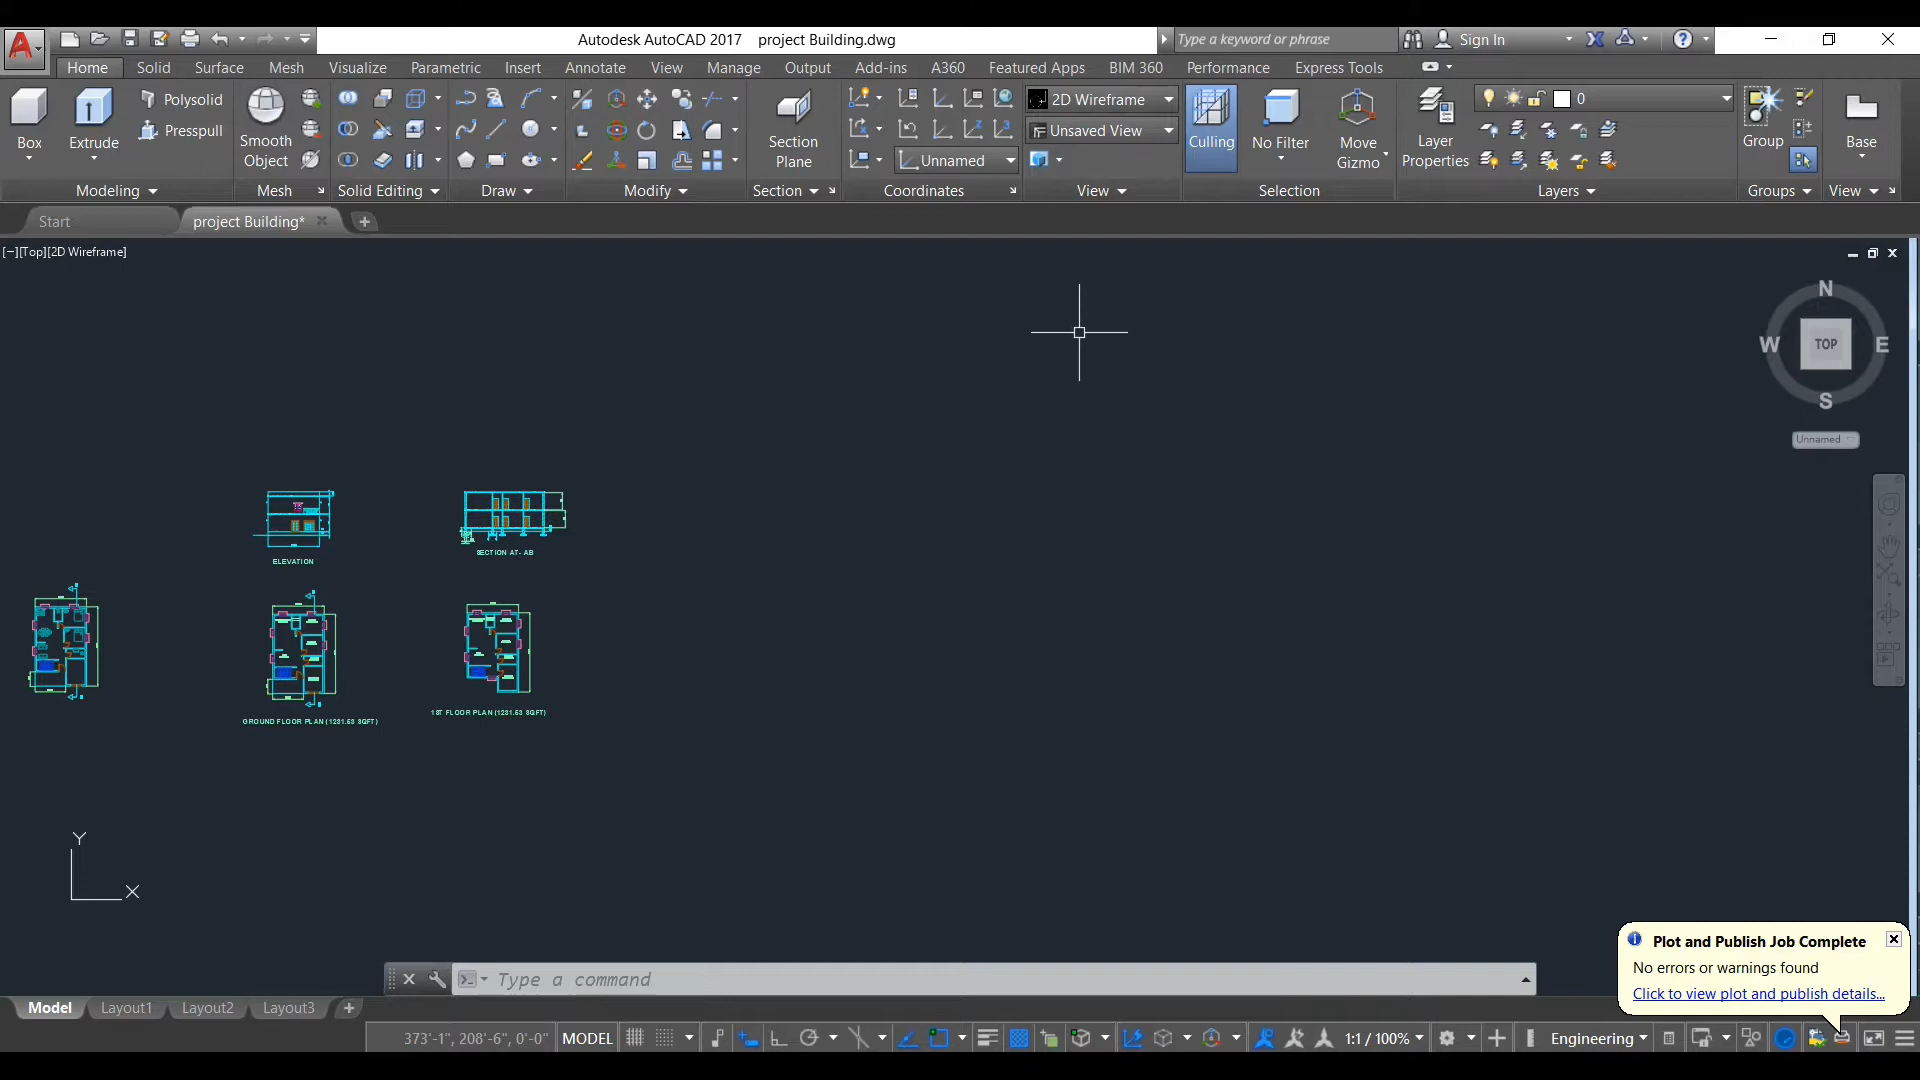 Autodesk AutoCAD 2017 project Building.dwg
Type a keyword or phrase
Sign In
Home Solid Surface Mesh Visualize Parametric Insert Annotate View Manage Output Add-ins A360 Featured Apps BIM 360 Performance Express Tools
Box
Extrude
Polysolid
Presspull
Smooth Object
Section Plane
Unnamed
2D Wireframe
Unsaved View
Culling
No Filter
Move Gizmo
Layer Properties
0
Group
Base
Modeling Mesh Solid Editing Draw Modify Section Coordinates View Selection Layers Groups View
Start project Building*
[−][Top][2D Wireframe]
N
W TOP E
S
Unnamed
ELEVATION
SECTION AT- AB
GROUND FLOOR PLAN (1231.53 SQFT)
1ST FLOOR PLAN (1231.53 SQFT)
Y
X
Type a command
Plot and Publish Job Complete
No errors or warnings found
Click to view plot and publish details...
Model Layout1 Layout2 Layout3
373'-1", 208'-6", 0'-0" MODEL 1:1 / 100% Engineering